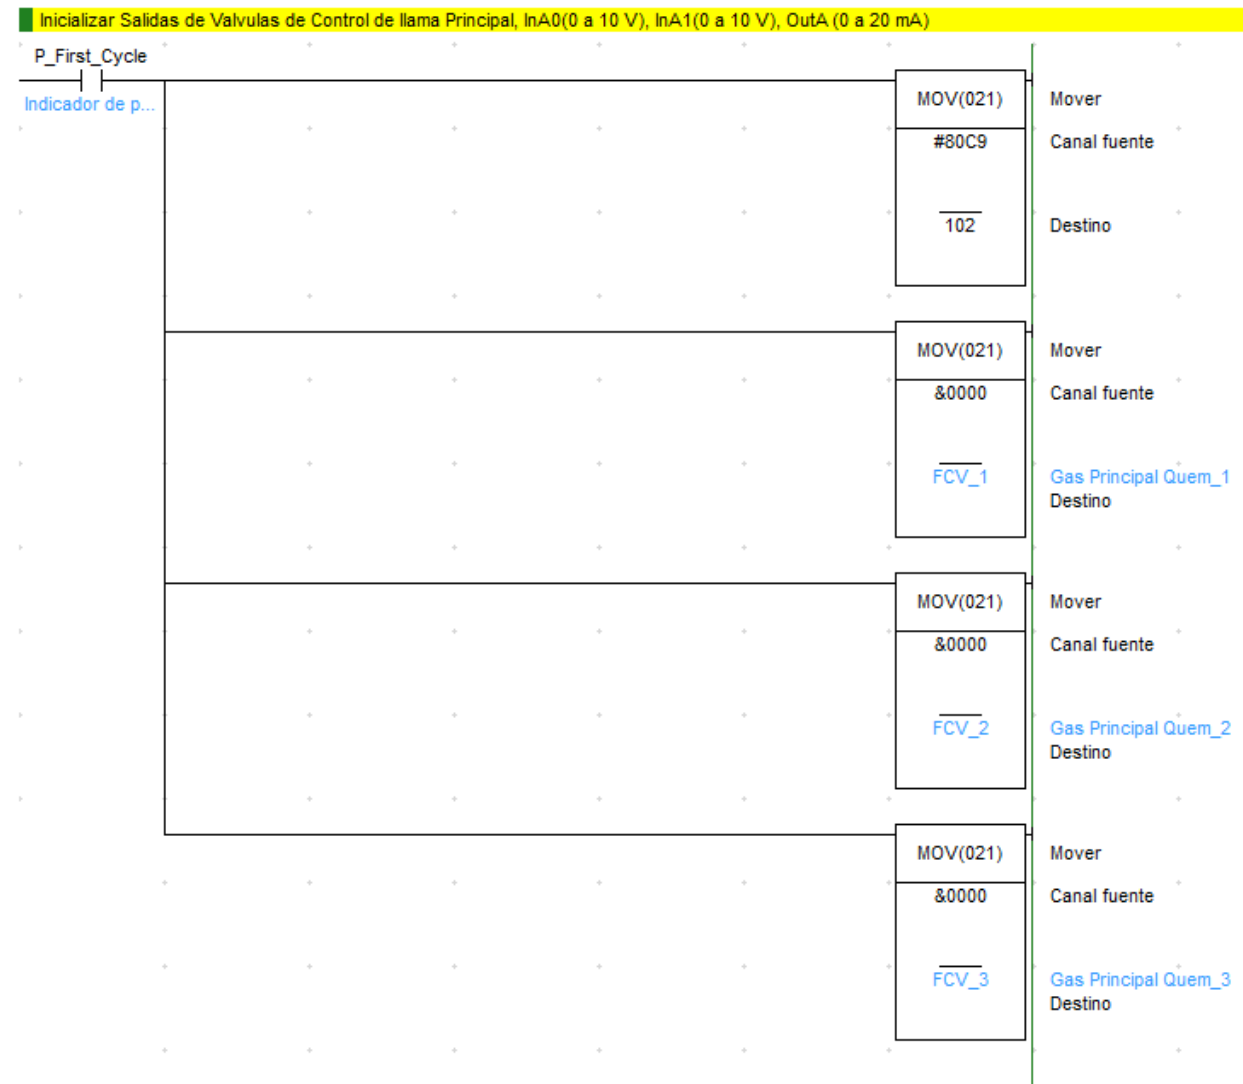 Inicializar Salidas de Valvulas de Control de llama Principal, InA0(0 a 10 V), InA1(0 a 10 V), OutA (0 a 20 mA)
P_First_Cycle
Indicador de p...
MOV(021)
Mover
#80C9
Canal fuente
102
Destino
MOV(021)
Mover
&0000
Canal fuente
FCV_1
Gas Principal Quem_1
Destino
MOV(021)
Mover
&0000
Canal fuente
FCV_2
Gas Principal Quem_2
Destino
MOV(021)
Mover
&0000
Canal fuente
FCV_3
Gas Principal Quem_3
Destino